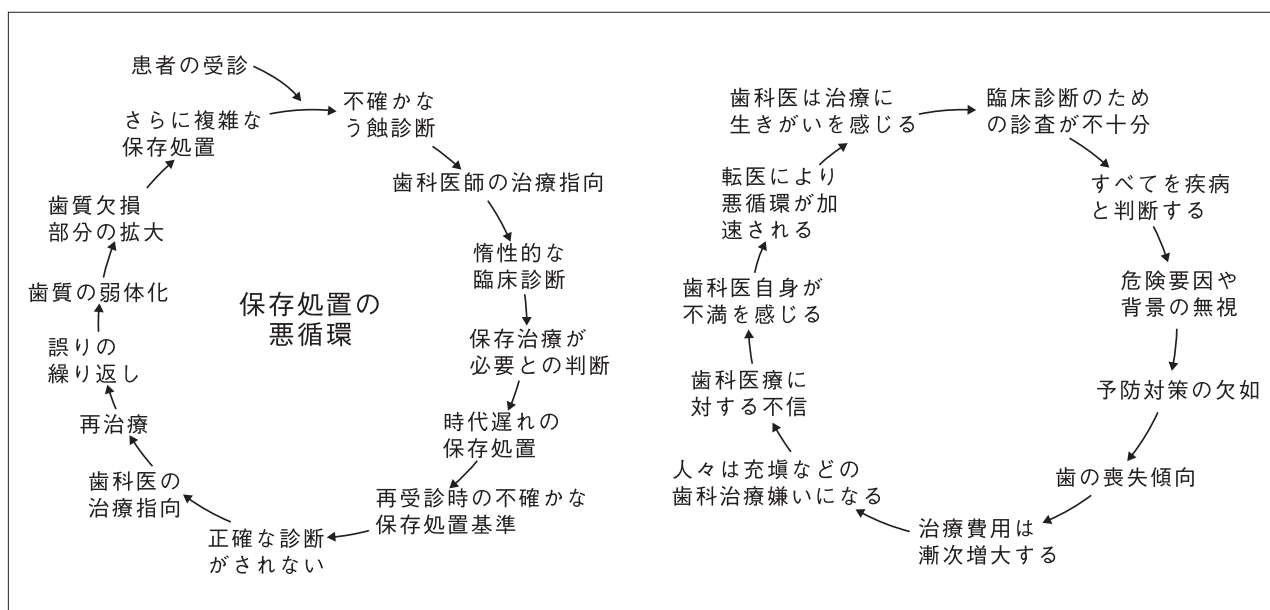 患者の受診
不確かな
う蝕診断
歯科医師の治療指向
惰性的な
臨床診断
保存治療が
必要との判断
時代遅れの
保存処置
再受診時の不確かな
保存処置基準
正確な診断
がされない
歯科医の
治療指向
再治療
誤りの
繰り返し
歯質の弱体化
歯質欠損
部分の拡大
さらに複雑な
保存処置
保存処置の
悪循環
歯科医は治療に
生きがいを感じる
臨床診断のため
の診査が不十分
すべてを疾病
と判断する
危険要因や
背景の無視
予防対策の欠如
歯の喪失傾向
治療費用は
漸次増大する
人々は充塡などの
歯科治療嫌いになる
歯科医療に
対する不信
歯科医自身が
不満を感じる
転医により
悪循環が加
速される